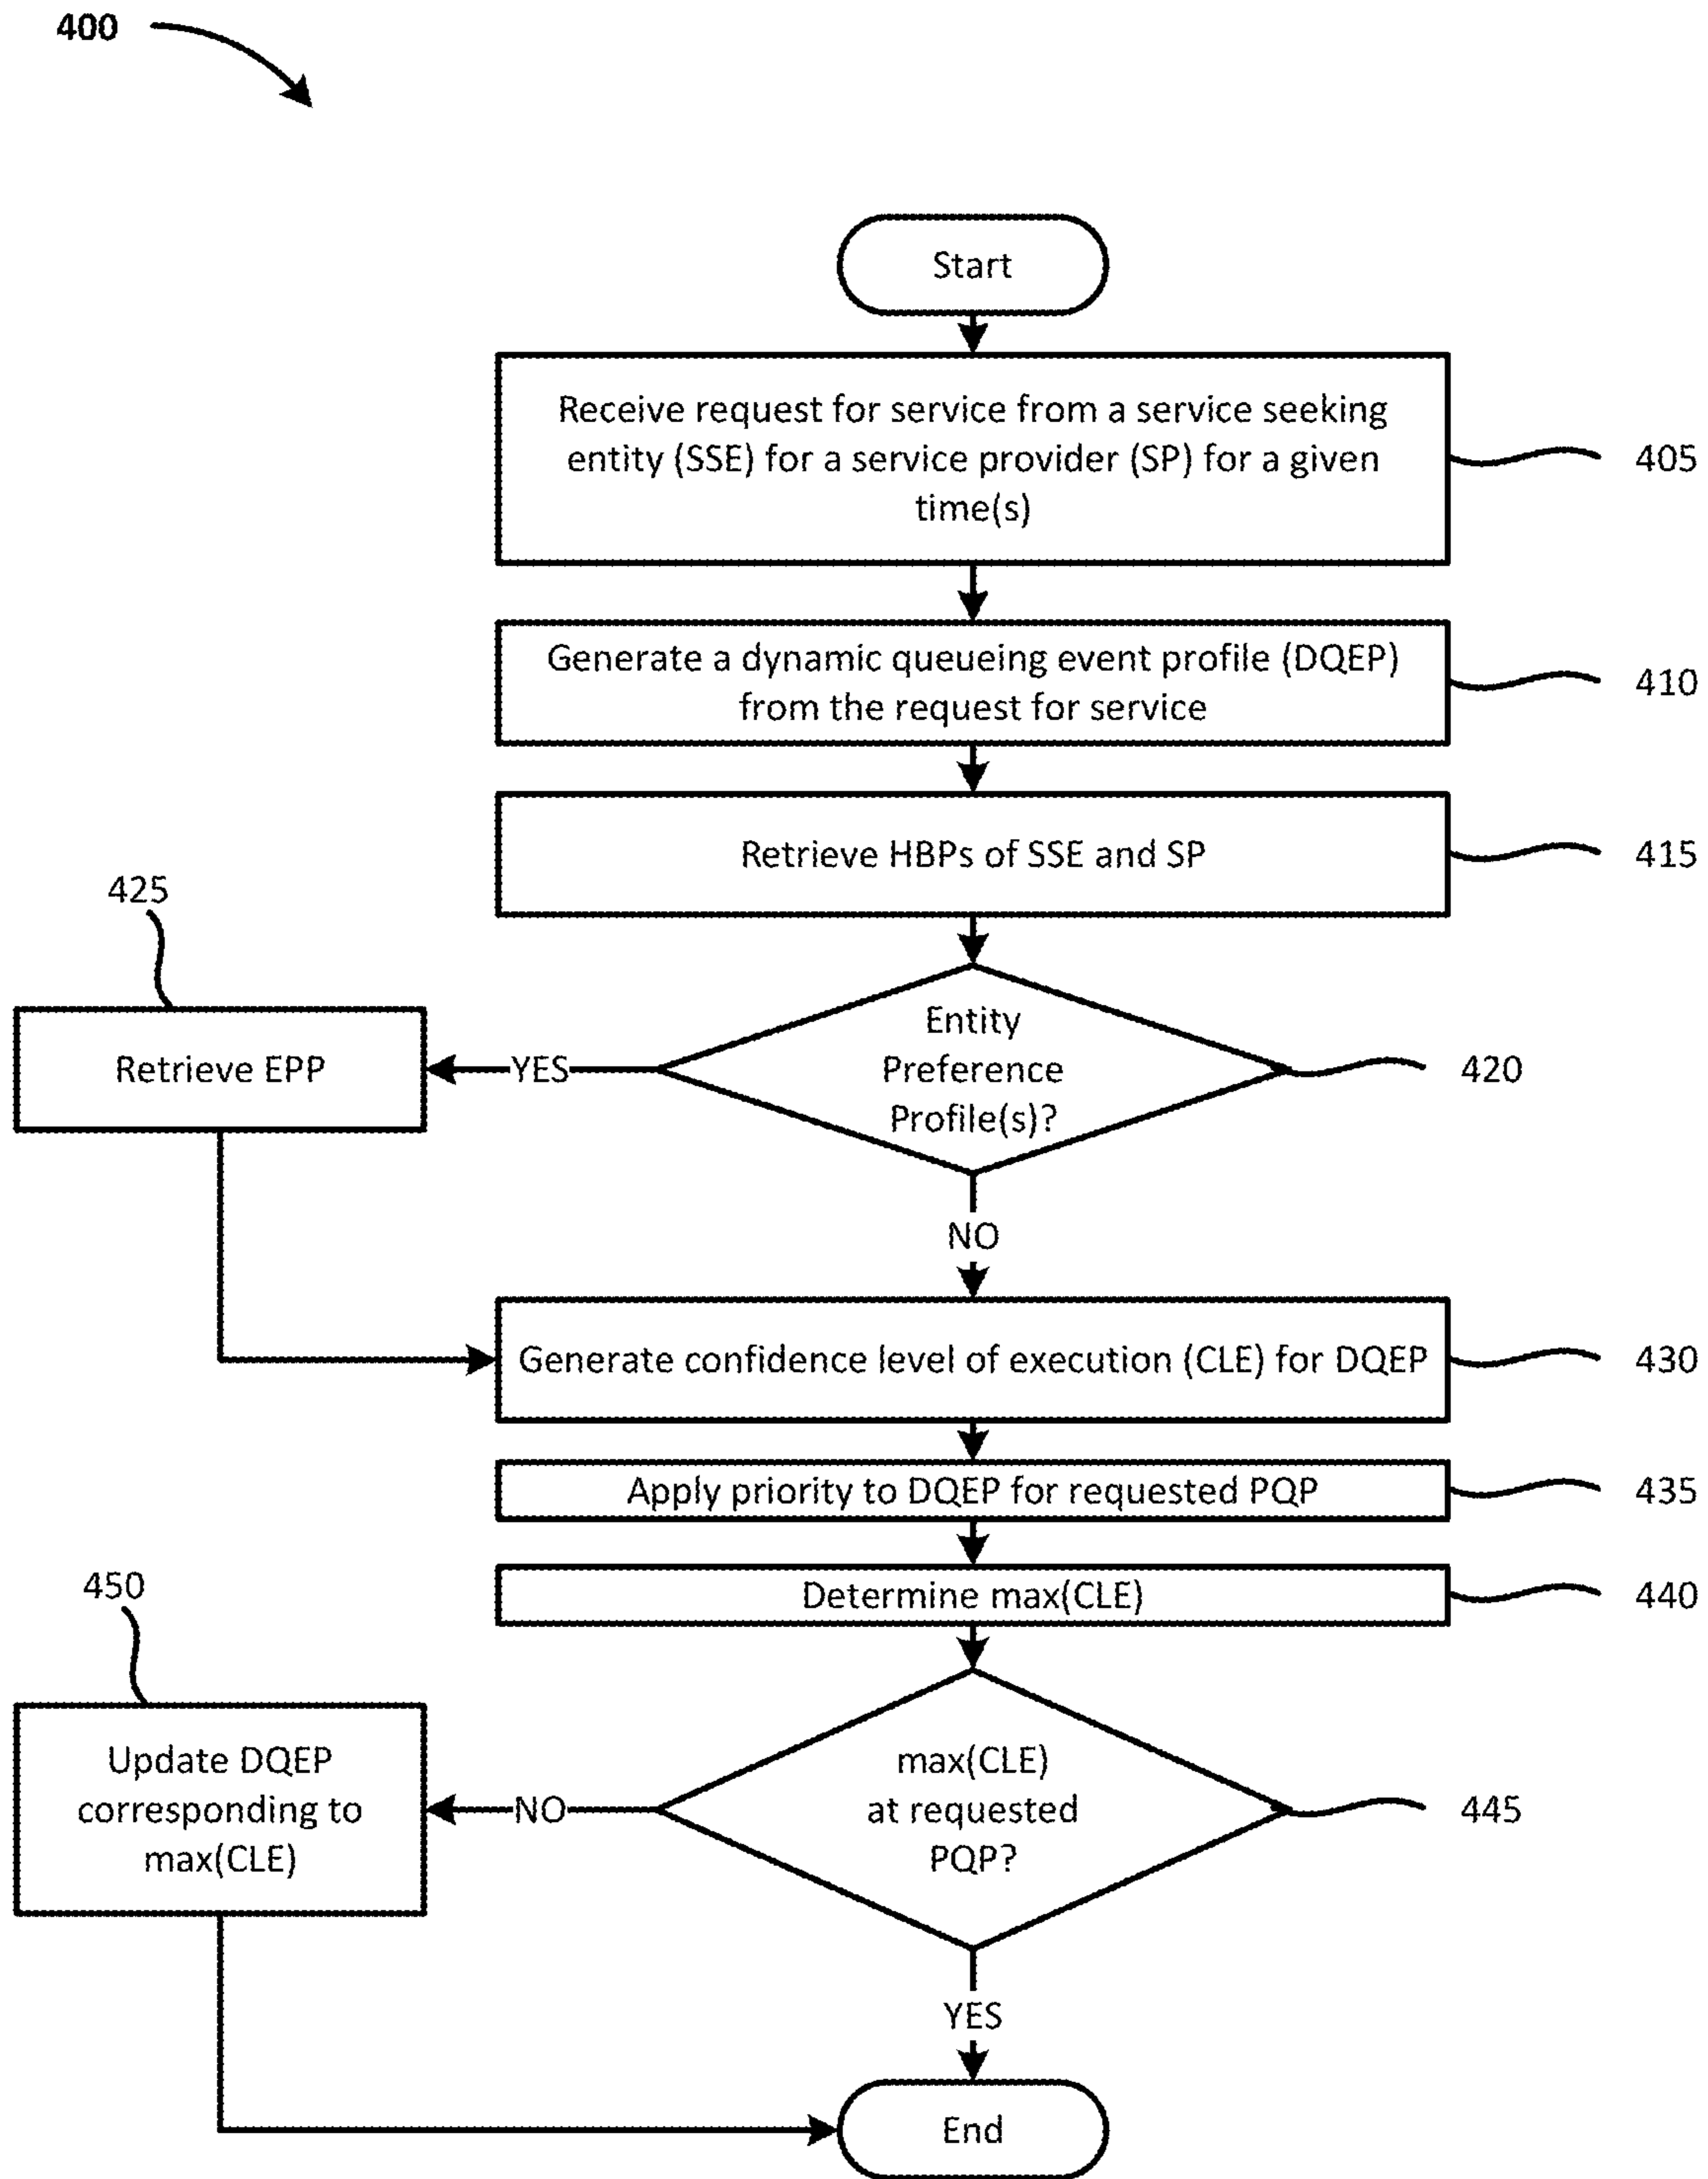 400
Start
Receive request for service from a service seeking
entity (SSE) for a service provider (SP) for a given
time(s)
405
Generate a dynamic queueing event profile (DQEP)
from the request for service
410
Retrieve HBPs of SSE and SP
415
425
Retrieve EPP
YES
Entity
Preference
Profile(s)?
420
NO
Generate confidence level of execution (CLE) for DQEP
430
Apply priority to DQEP for requested PQP
435
Determine max(CLE)
440
450
Update DQEP
corresponding to
max(CLE)
NO
max(CLE)
at requested
PQP?
445
YES
End